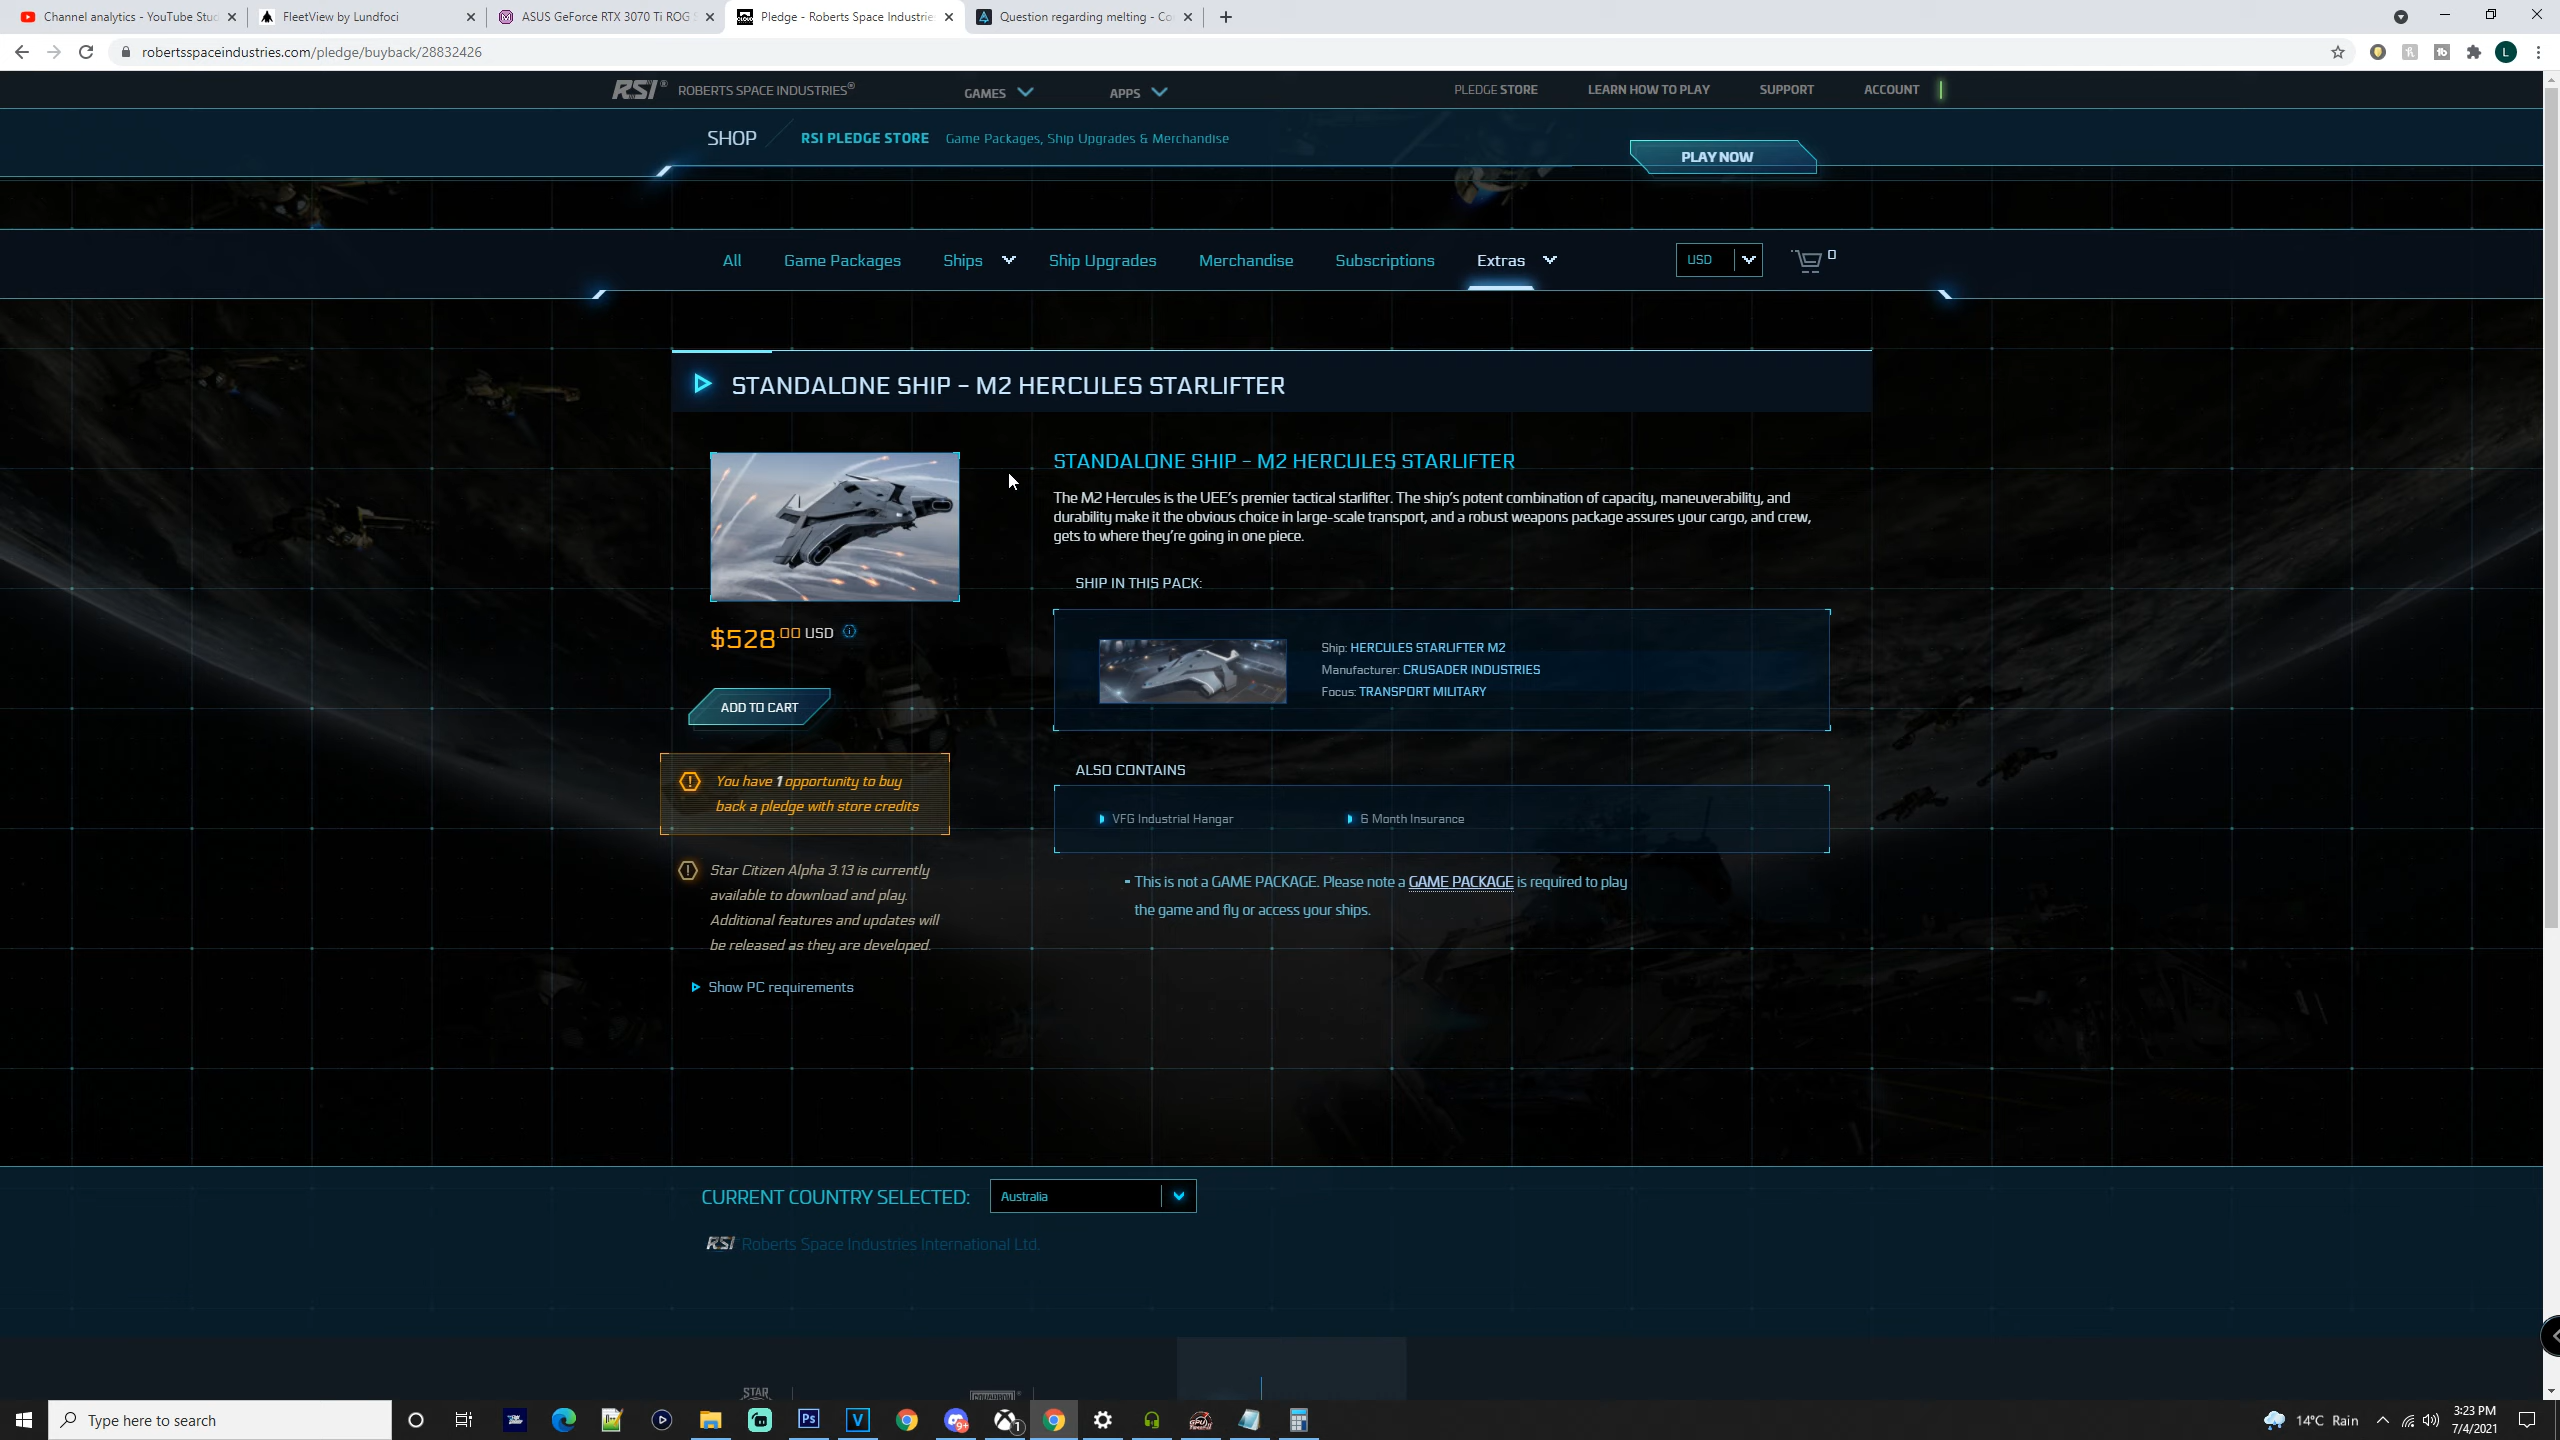 Channel analytics - YouTube Stu
FleetView by Lundfoci
ASUS GeForce RTX 3070 Ti ROG
Pledge - Roberts Space Industrie
Question regarding melting - Co
robertsspaceindustries.com/pledge/buyback/28832426
L
RSI® ROBERTS SPACE INDUSTRIES®
GAMES
APPS
PLEDGE STORE
LEARN HOW TO PLAY
SUPPORT
ACCOUNT
SHOP
RSI PLEDGE STORE
Game Packages, Ship Upgrades & Merchandise
PLAY NOW
All
Game Packages
Ships
Ship Upgrades
Merchandise
Subscriptions
Extras
USD
0
STANDALONE SHIP - M2 HERCULES STARLIFTER
STANDALONE SHIP - M2 HERCULES STARLIFTER
The M2 Hercules is the UEE's premier tactical starlifter. The ship's potent combination of capacity, maneuverability, and
durability make it the obvious choice in large-scale transport, and a robust weapons package assures your cargo, and crew,
gets to where they're going in one piece.
SHIP IN THIS PACK:
Ship: HERCULES STARLIFTER M2
Manufacturer: CRUSADER INDUSTRIES
Focus: TRANSPORT MILITARY
$528.00 USD
ADD TO CART
You have 1 opportunity to buy
back a pledge with store credits
Star Citizen Alpha 3.13 is currently
available to download and play.
Additional features and updates will
be released as they are developed.
Show PC requirements
ALSO CONTAINS
VFG Industrial Hangar
6 Month Insurance
- This is not a GAME PACKAGE. Please note a GAME PACKAGE is required to play
the game and fly or access your ships.
CURRENT COUNTRY SELECTED:
Australia
RSI Roberts Space Industries International Ltd.
STAR
Type here to search
Ps
V
9+
1
14°C Rain
3:23 PM
7/4/2021